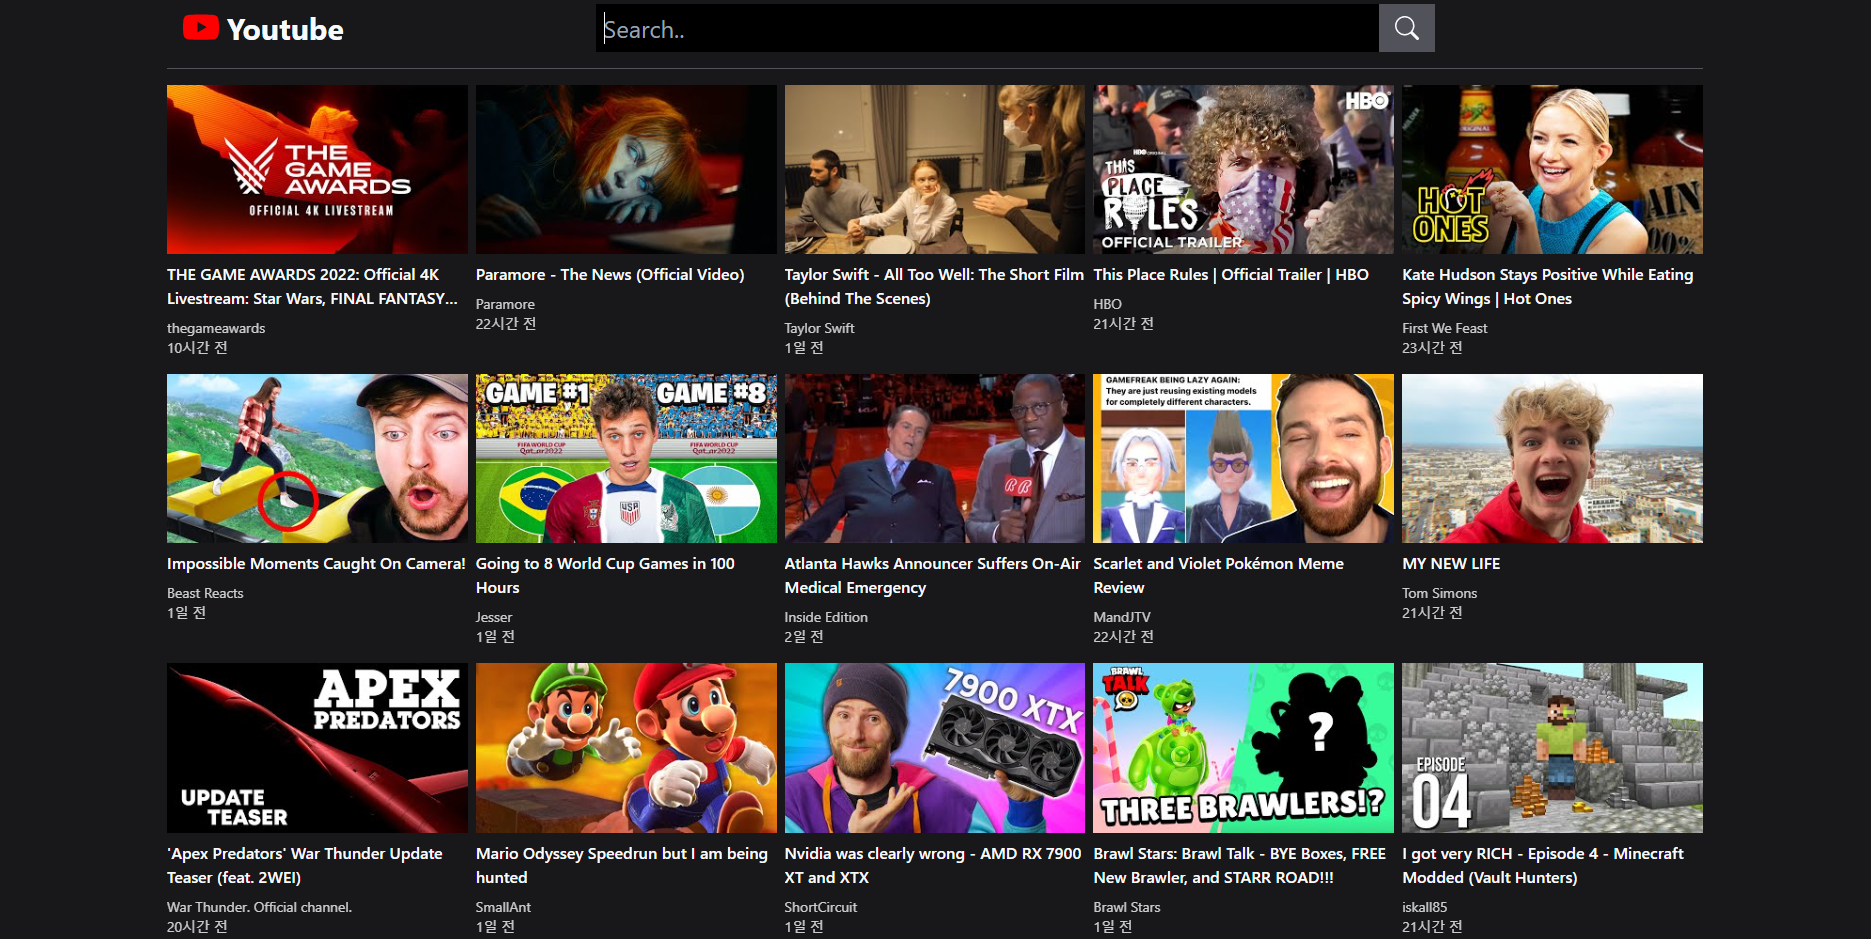 Youtube
Search..
THE
GAME
AWARDS
OFFICIAL 4K LIVESTREAM
HBO
HBO ORIGINAL
THIS
PLACE
RULES
OFFICIAL TRAILER
ORIGINAL
HOT
ONES
THE GAME AWARDS 2022: Official 4K
Livestream: Star Wars, FINAL FANTASY...
thegameawards
10시간 전
Paramore - The News (Official Video)
Paramore
22시간 전
Taylor Swift - All Too Well: The Short Film
(Behind The Scenes)
Taylor Swift
1일 전
This Place Rules | Official Trailer | HBO
HBO
21시간 전
Kate Hudson Stays Positive While Eating
Spicy Wings | Hot Ones
First We Feast
23시간 전
GAME #1
GAME #8
FIFA WORLD CUP
Qatar2022
FIFA WORLD CUP
Qatar2022
USA
GAMEFREAK BEING LAZY AGAIN:
They are just reusing existing models
for completely different characters.
Impossible Moments Caught On Camera!
Beast Reacts
1일 전
Going to 8 World Cup Games in 100
Hours
Jesser
1일 전
Atlanta Hawks Announcer Suffers On-Air
Medical Emergency
Inside Edition
2일 전
Scarlet and Violet Pokémon Meme
Review
MandJTV
22시간 전
MY NEW LIFE
Tom Simons
21시간 전
APEX
PREDATORS
UPDATE
TEASER
7900 XTX
BRAWL
TALK
?
THREE BRAWLERS!?
EPISODE
04
'Apex Predators' War Thunder Update
Teaser (feat. 2WEI)
War Thunder. Official channel.
20시간 전
Mario Odyssey Speedrun but I am being
hunted
SmallAnt
1일 전
Nvidia was clearly wrong - AMD RX 7900
XT and XTX
ShortCircuit
1일 전
Brawl Stars: Brawl Talk - BYE Boxes, FREE
New Brawler, and STARR ROAD!!!
Brawl Stars
1일 전
I got very RICH - Episode 4 - Minecraft
Modded (Vault Hunters)
iskall85
21시간 전